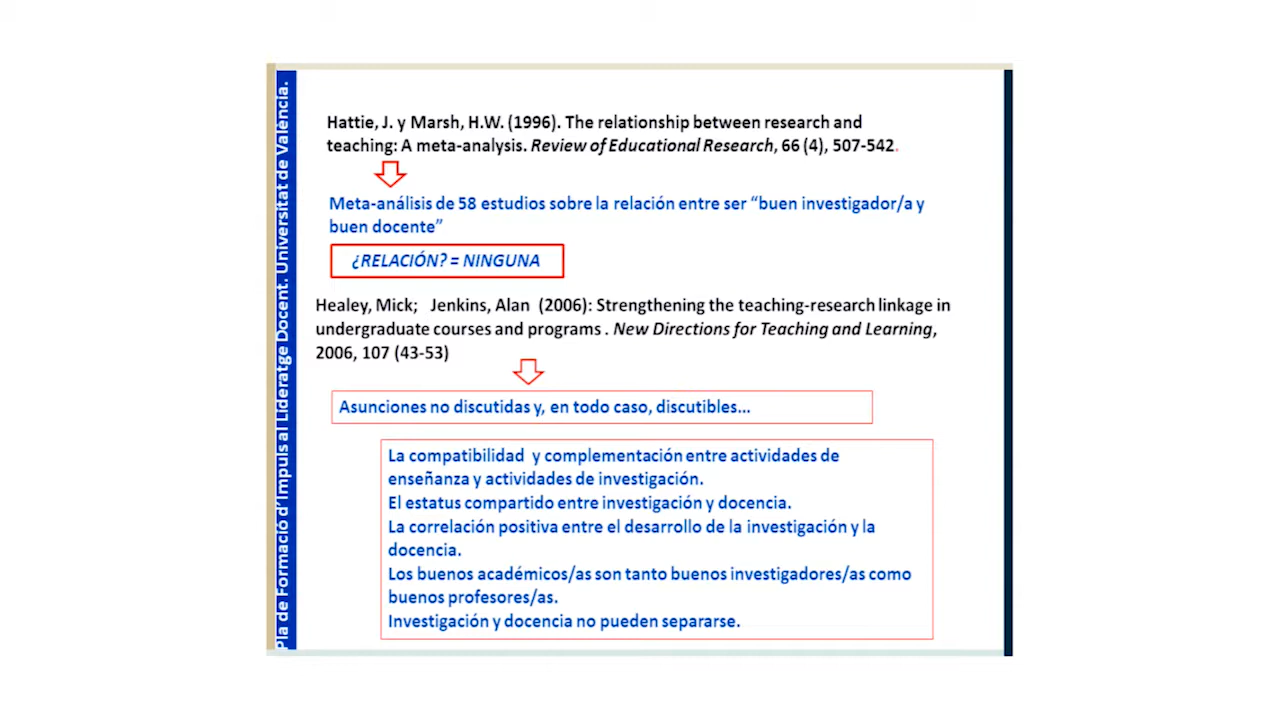 Pla de Formació d'Impuls al Lideratge Docent. Universitat de València.
Hattie, J. y Marsh, H.W. (1996). The relationship between research and
teaching: A meta-analysis. Review of Educational Research, 66 (4), 507-542.
Meta-análisis de 58 estudios sobre la relación entre ser “buen investigador/a y
buen docente”
¿RELACIÓN? = NINGUNA
Healey, Mick; Jenkins, Alan (2006): Strengthening the teaching-research linkage in
undergraduate courses and programs . New Directions for Teaching and Learning,
2006, 107 (43-53)
Asunciones no discutidas y, en todo caso, discutibles...
La compatibilidad y complementación entre actividades de
enseñanza y actividades de investigación.
El estatus compartido entre investigación y docencia.
La correlación positiva entre el desarrollo de la investigación y la
docencia.
Los buenos académicos/as son tanto buenos investigadores/as como
buenos profesores/as.
Investigación y docencia no pueden separarse.